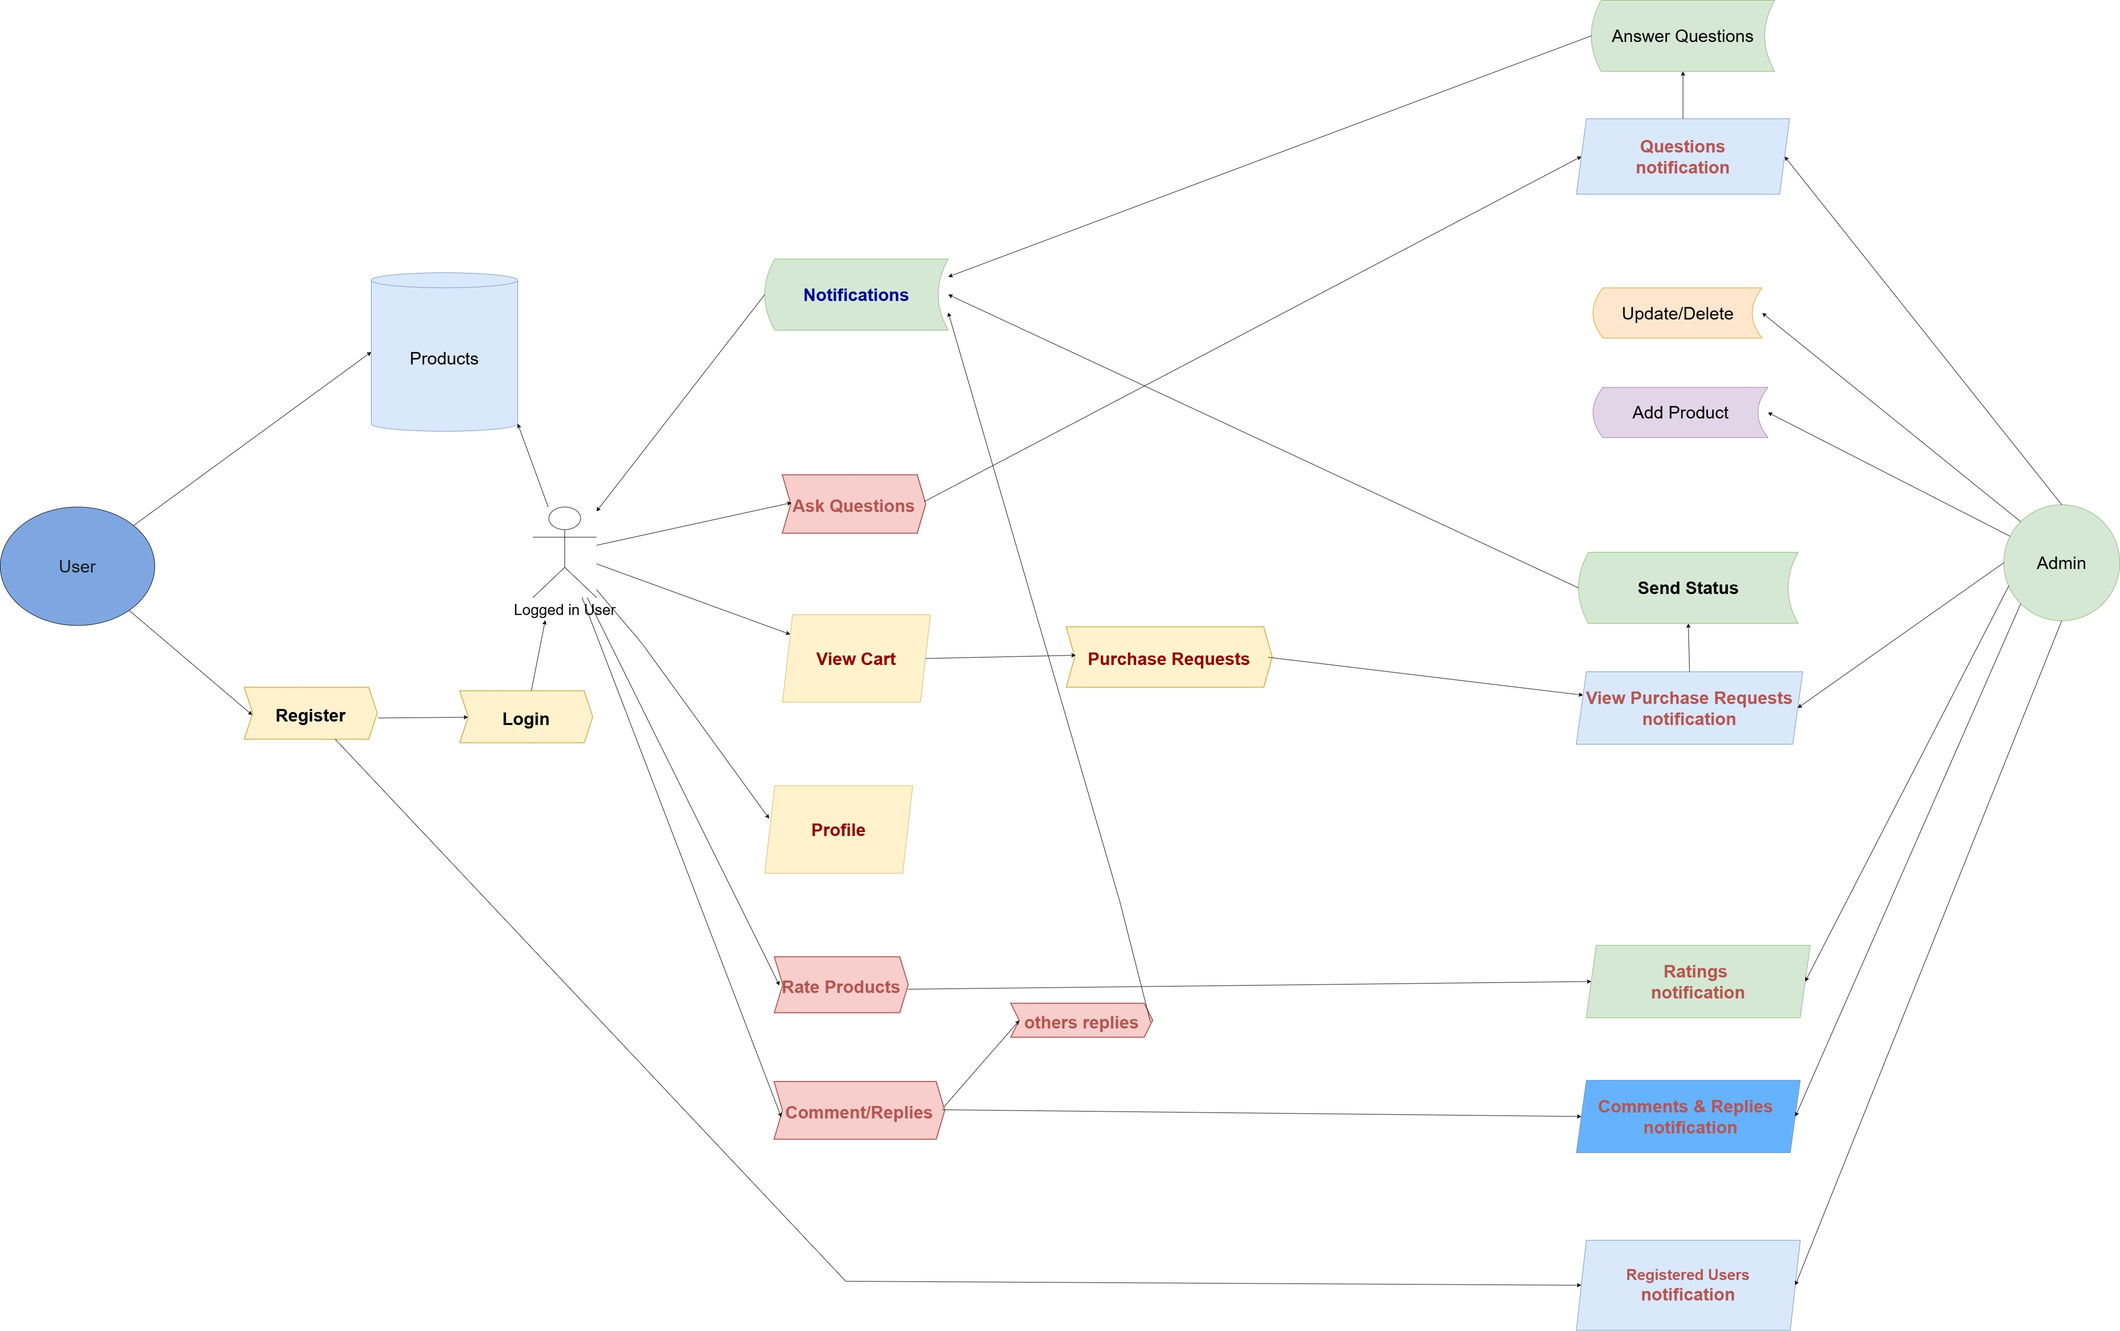 Answer Questions
Questions
notification
Notifications
Update/Delete
Products
Add Product
Ask Questions
User
Admin
Send Status
Logged in User
View Cart
Purchase Requests
View Purchase Requests
notification
Register
Login
Profile
Rate Products
Ratings
notification
others replies
Comment/Replies
Comments & Replies
notification
Registered Users
notification